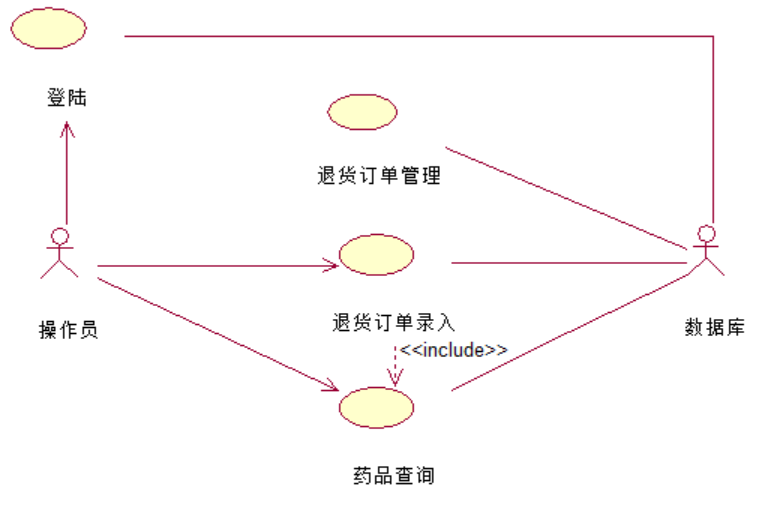 登陆
退货订单管理
操作员
退货订单录入
数据库
<<include>>
药品查询